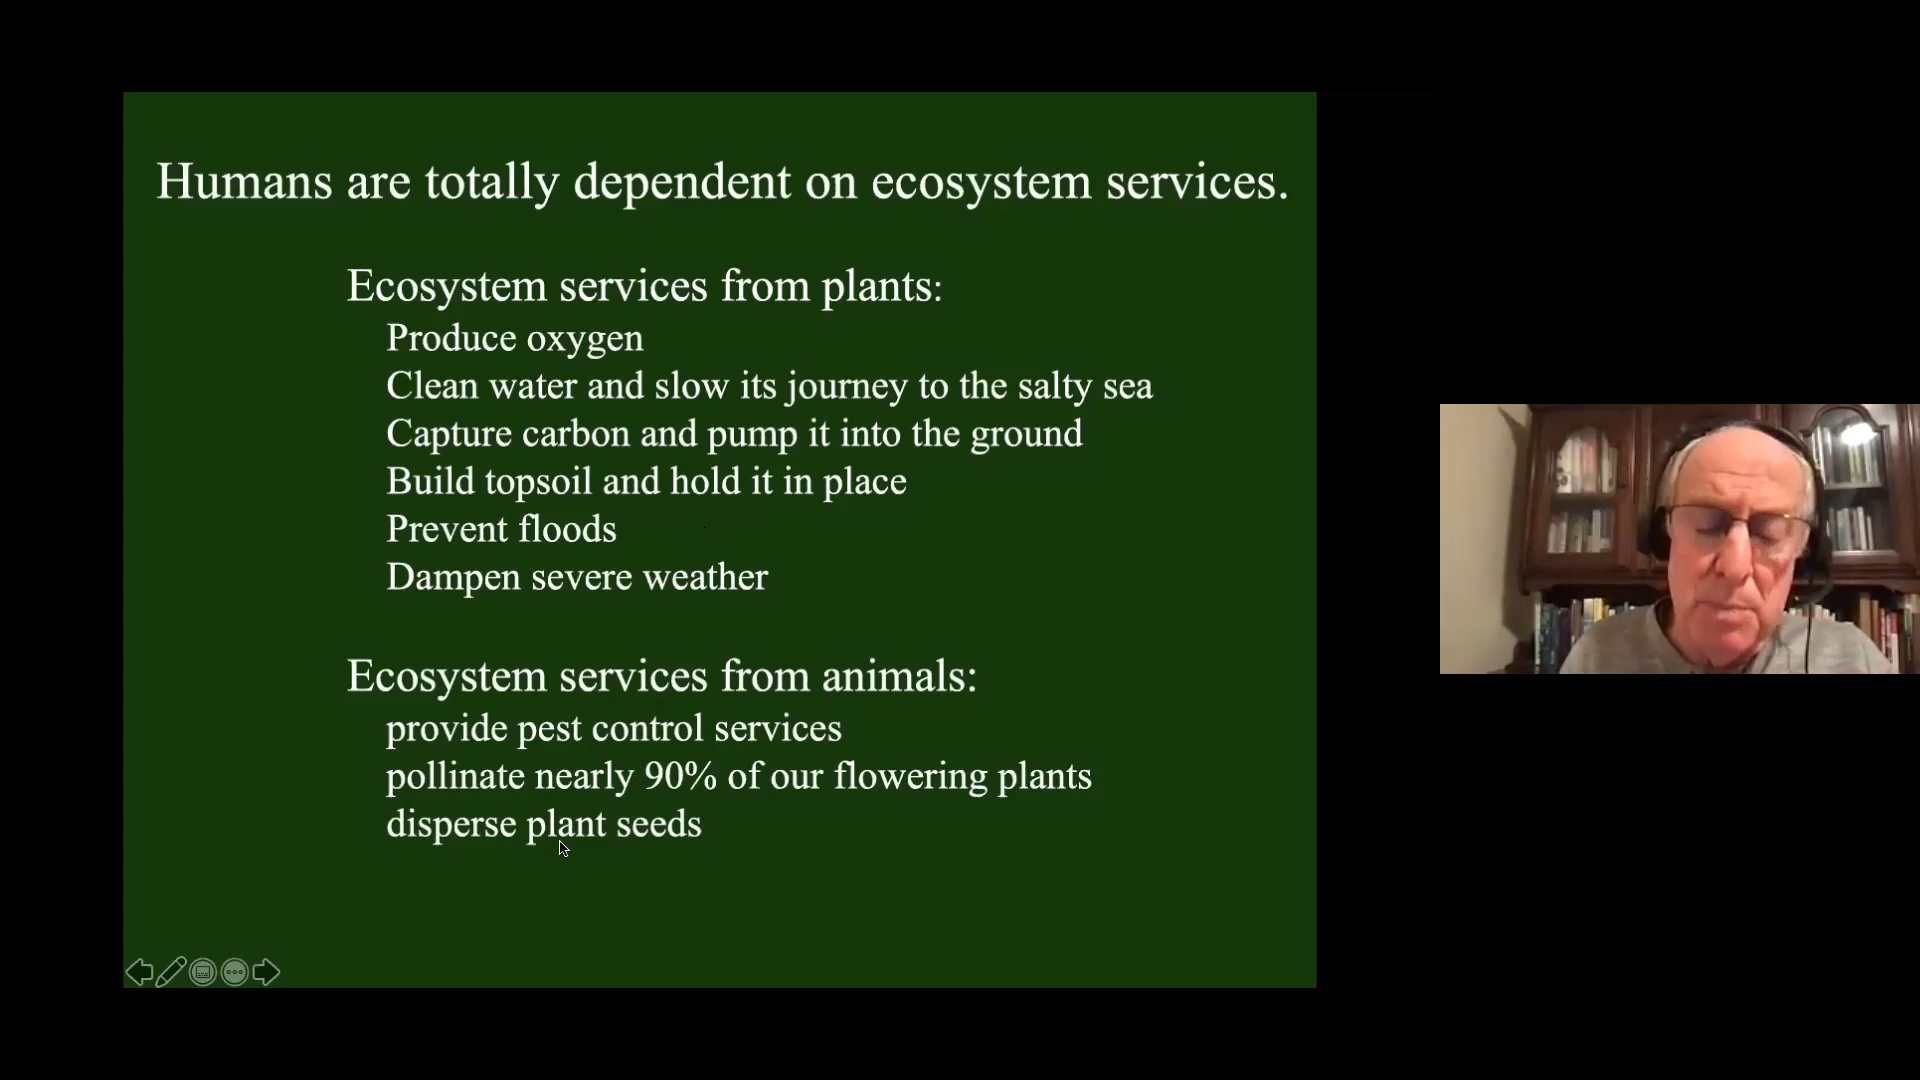 Humans are totally dependent on ecosystem services.
Ecosystem services from plants:
Produce oxygen
Clean water and slow its journey to the salty sea
Capture carbon and pump it into the ground
Build topsoil and hold it in place
Prevent floods
Dampen severe weather
Ecosystem services from animals:
provide pest control services
pollinate nearly 90% of our flowering plants
disperse plant seeds